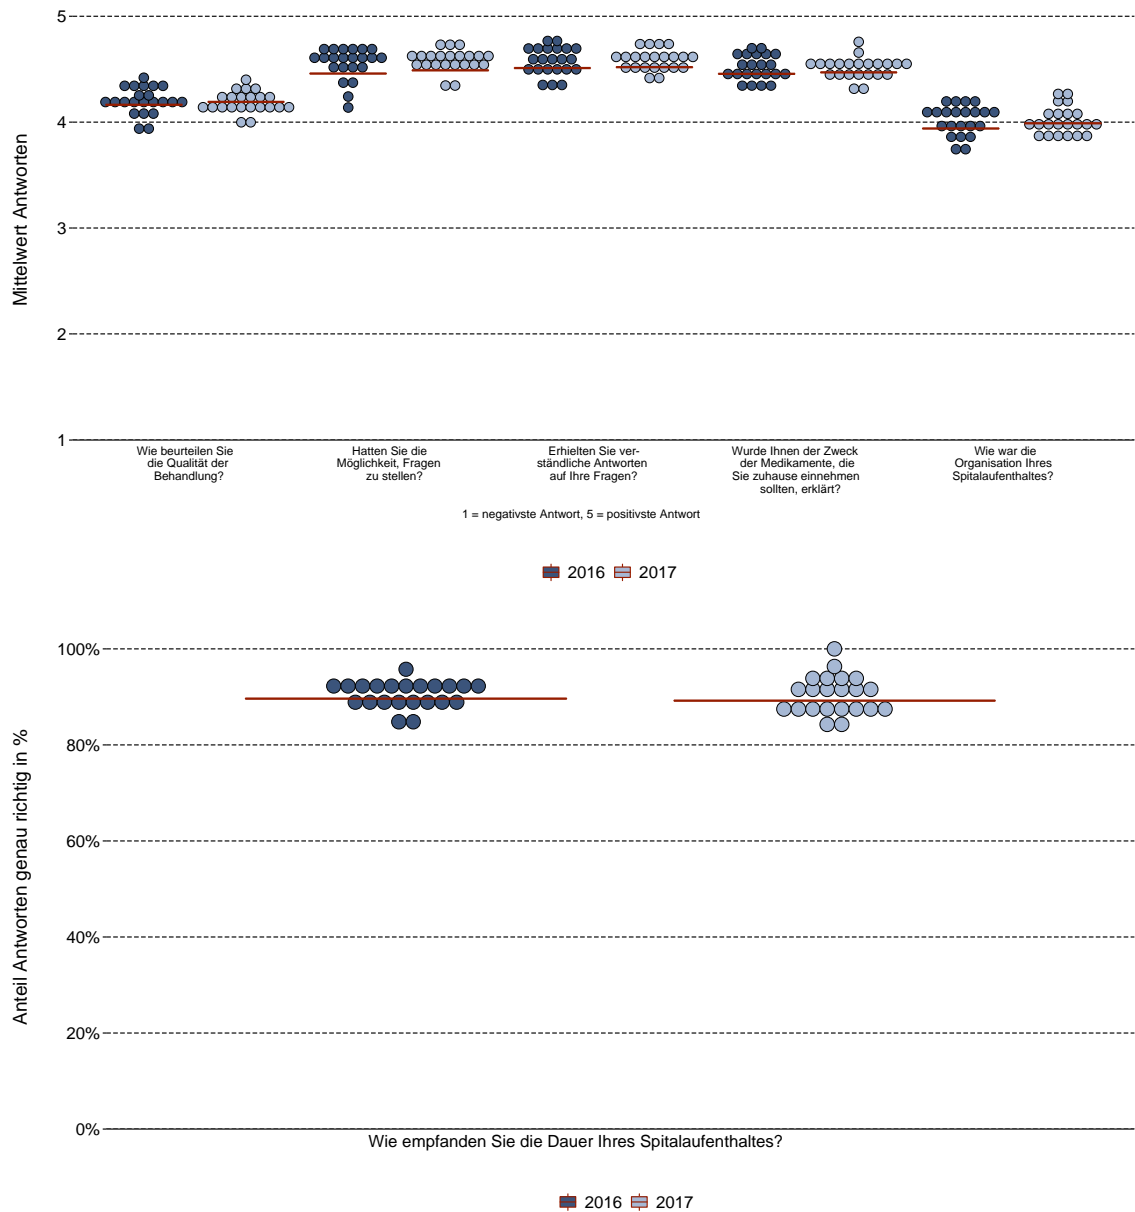 Mittelwert Antworten
5
4
3
2
1
Wie beurteilen Sie
die Qualität der
Behandlung?
Hatten Sie die
Möglichkeit, Fragen
zu stellen?
Erhielten Sie ver-
ständliche Antworten
auf Ihre Fragen?
Wurde Ihnen der Zweck
der Medikamente, die
Sie zuhause einnehmen
sollten, erklärt?
Wie war die
Organisation Ihres
Spitalaufenthaltes?
1 = negativste Antwort, 5 = positivste Antwort
2016 2017
Anteil Antworten genau richtig in %
100%
80%
60%
40%
20%
0%
Wie empfanden Sie die Dauer Ihres Spitalaufenthaltes?
2016 2017